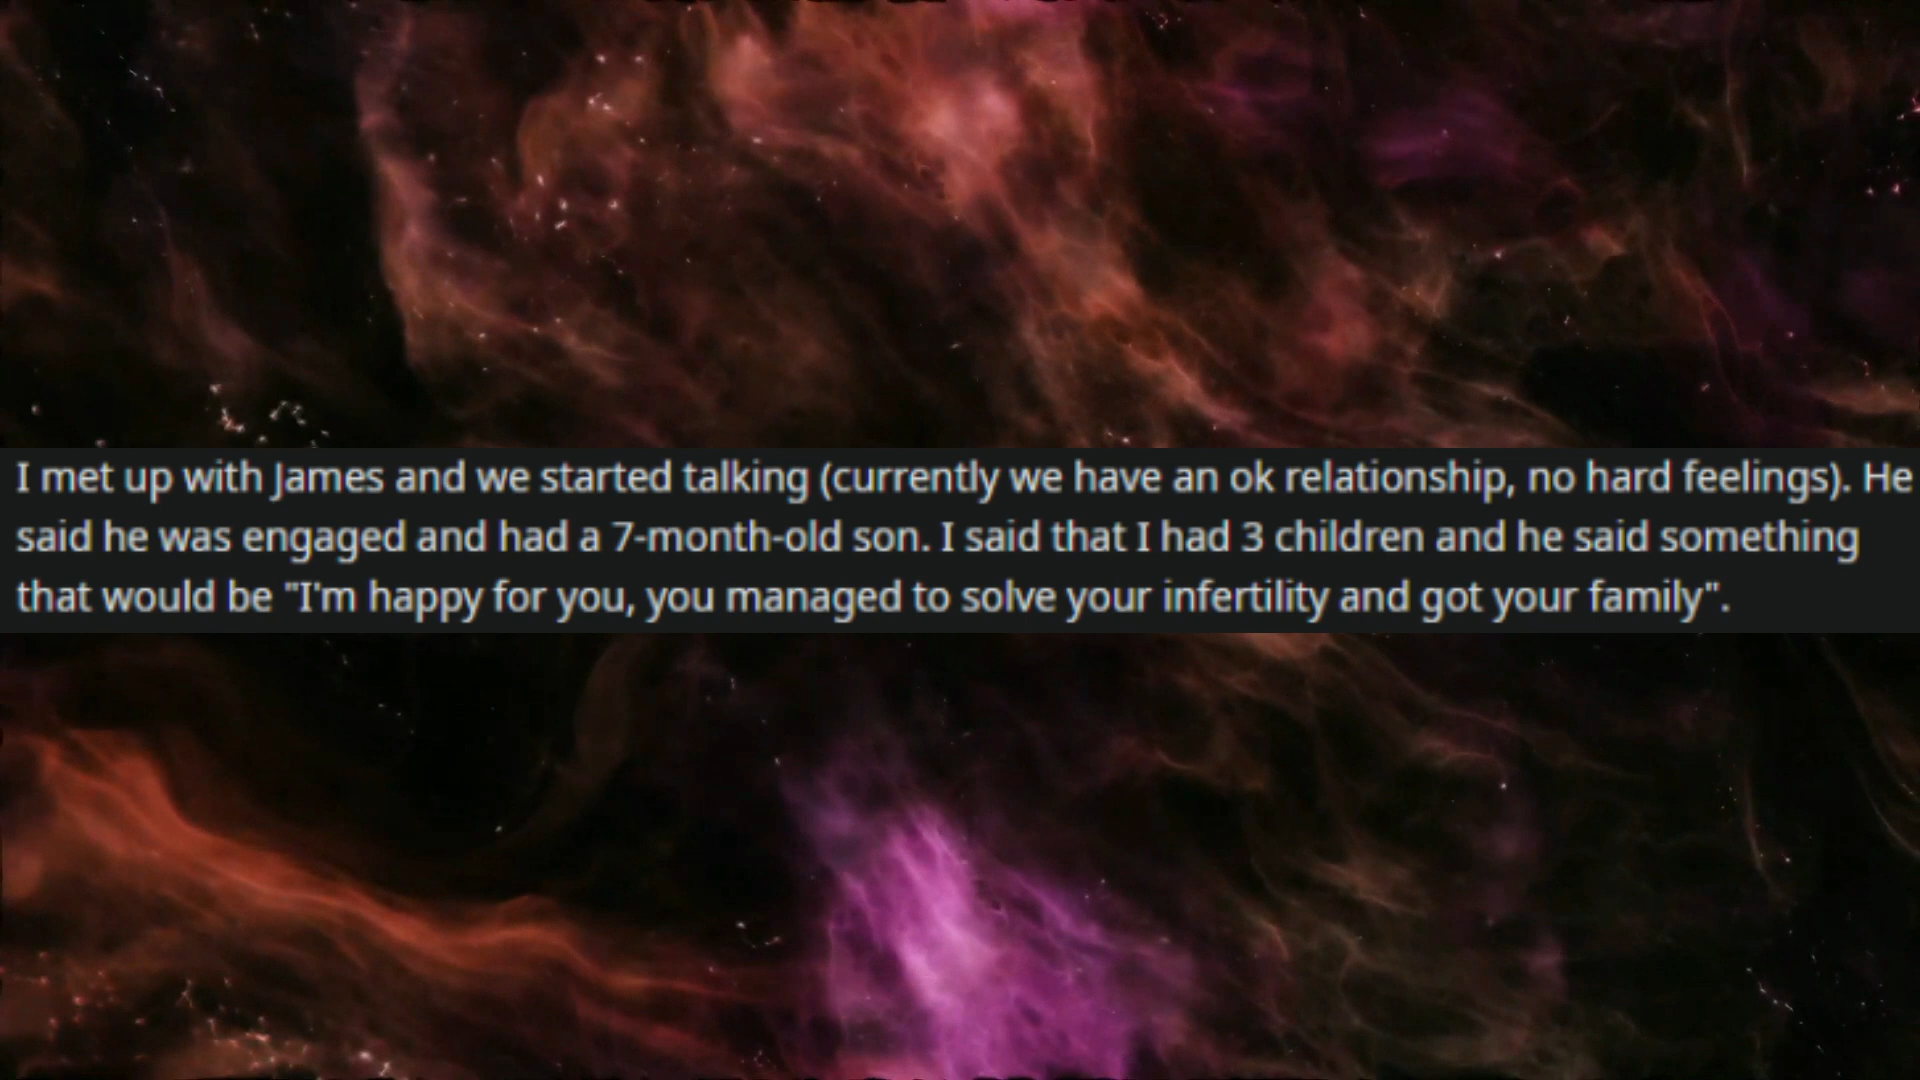 I met up with James and we started talking (currently we have an ok relationship, no hard feelings). He
said he was engaged and had a 7-month-old son. I said that I had 3 children and he said something
that would be "I'm happy for you, you managed to solve your infertility and got your family".